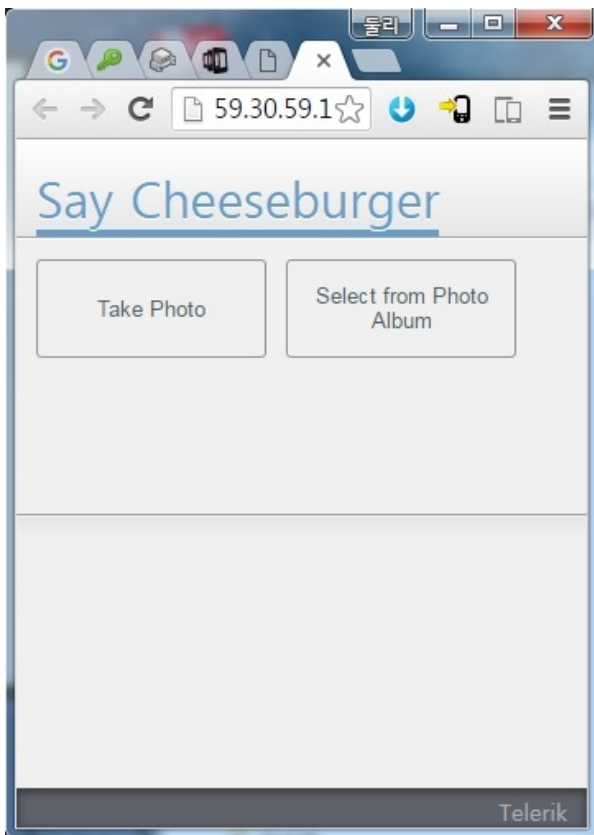 둘리
59.30.59.1
Say Cheeseburger
Take Photo
Select from Photo
Album
Telerik